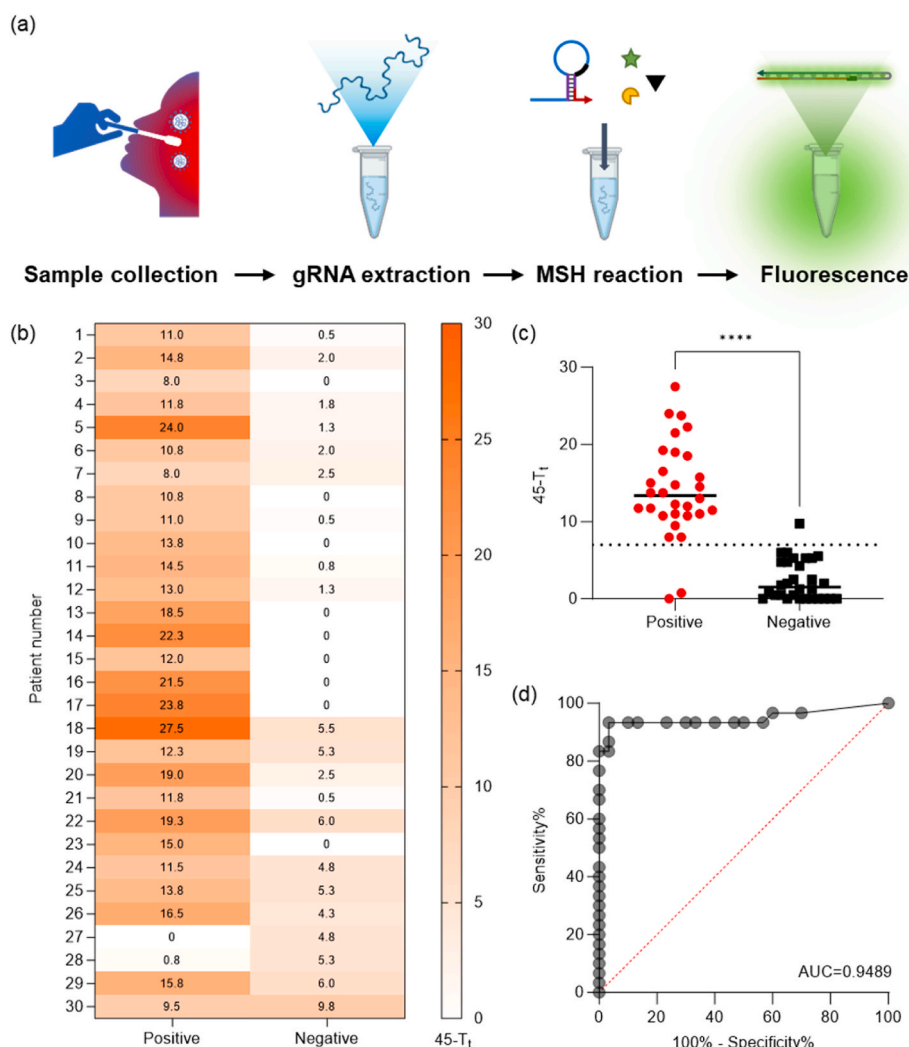 (a)
Sample collection → gRNA extraction → MSH reaction → Fluorescence
(b)
Patient number
1 11.0 0.5
2 14.8 2.0
3 8.0 0
4 11.8 1.8
5 24.0 1.3
6 10.8 2.0
7 8.0 2.5
8 10.8 0
9 11.0 0.5
10 13.8 0
11 14.5 0.8
12 13.0 1.3
13 18.5 0
14 22.3 0
15 12.0 0
16 21.5 0
17 23.8 0
18 27.5 5.5
19 12.3 5.3
20 19.0 2.5
21 11.8 0.5
22 19.3 6.0
23 15.0 0
24 11.5 4.8
25 13.8 5.3
26 16.5 4.3
27 0 4.8
28 0.8 5.3
29 15.8 6.0
30 9.5 9.8
Positive Negative
30
25
20
15
10
5
0
45-Tt
(c)
****
45-Tt
30
20
10
0
Positive Negative
(d)
Sensitivity%
100
80
60
40
20
0
AUC=0.9489
0 20 40 60 80 100
100% - Specificity%